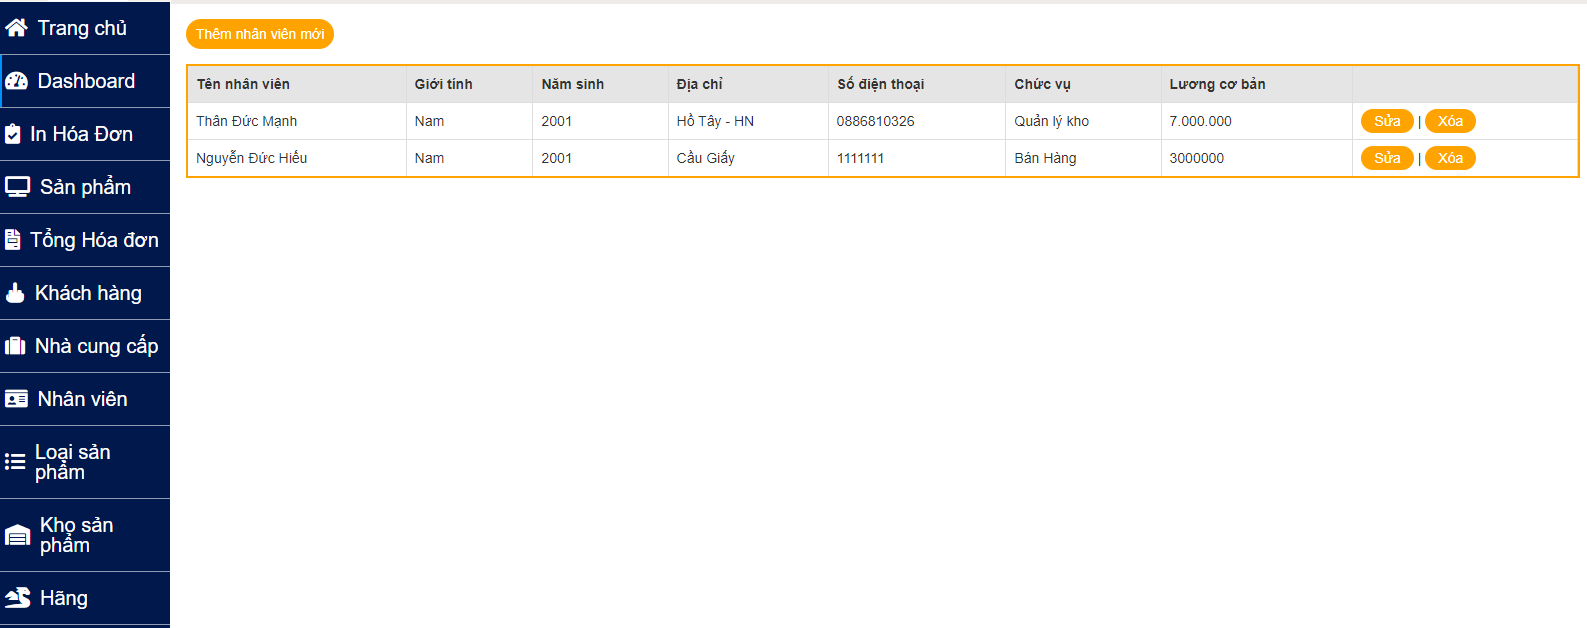 Trang chủ
Dashboard
In Hóa Đơn
Sản phẩm
Tổng Hóa đơn
Khách hàng
Nhà cung cấp
Nhân viên
Loại sản
phẩm
Kho sản
phẩm
Hãng
Thêm nhân viên mới
Tên nhân viên Giới tính Năm sinh Địa chỉ Số điện thoại Chức vụ Lương cơ bản
Thân Đức Mạnh Nam 2001 Hồ Tây - HN 0886810326 Quản lý kho 7.000.000 Sửa | Xóa
Nguyễn Đức Hiếu Nam 2001 Cầu Giấy 1111111 Bán Hàng 3000000 Sửa | Xóa